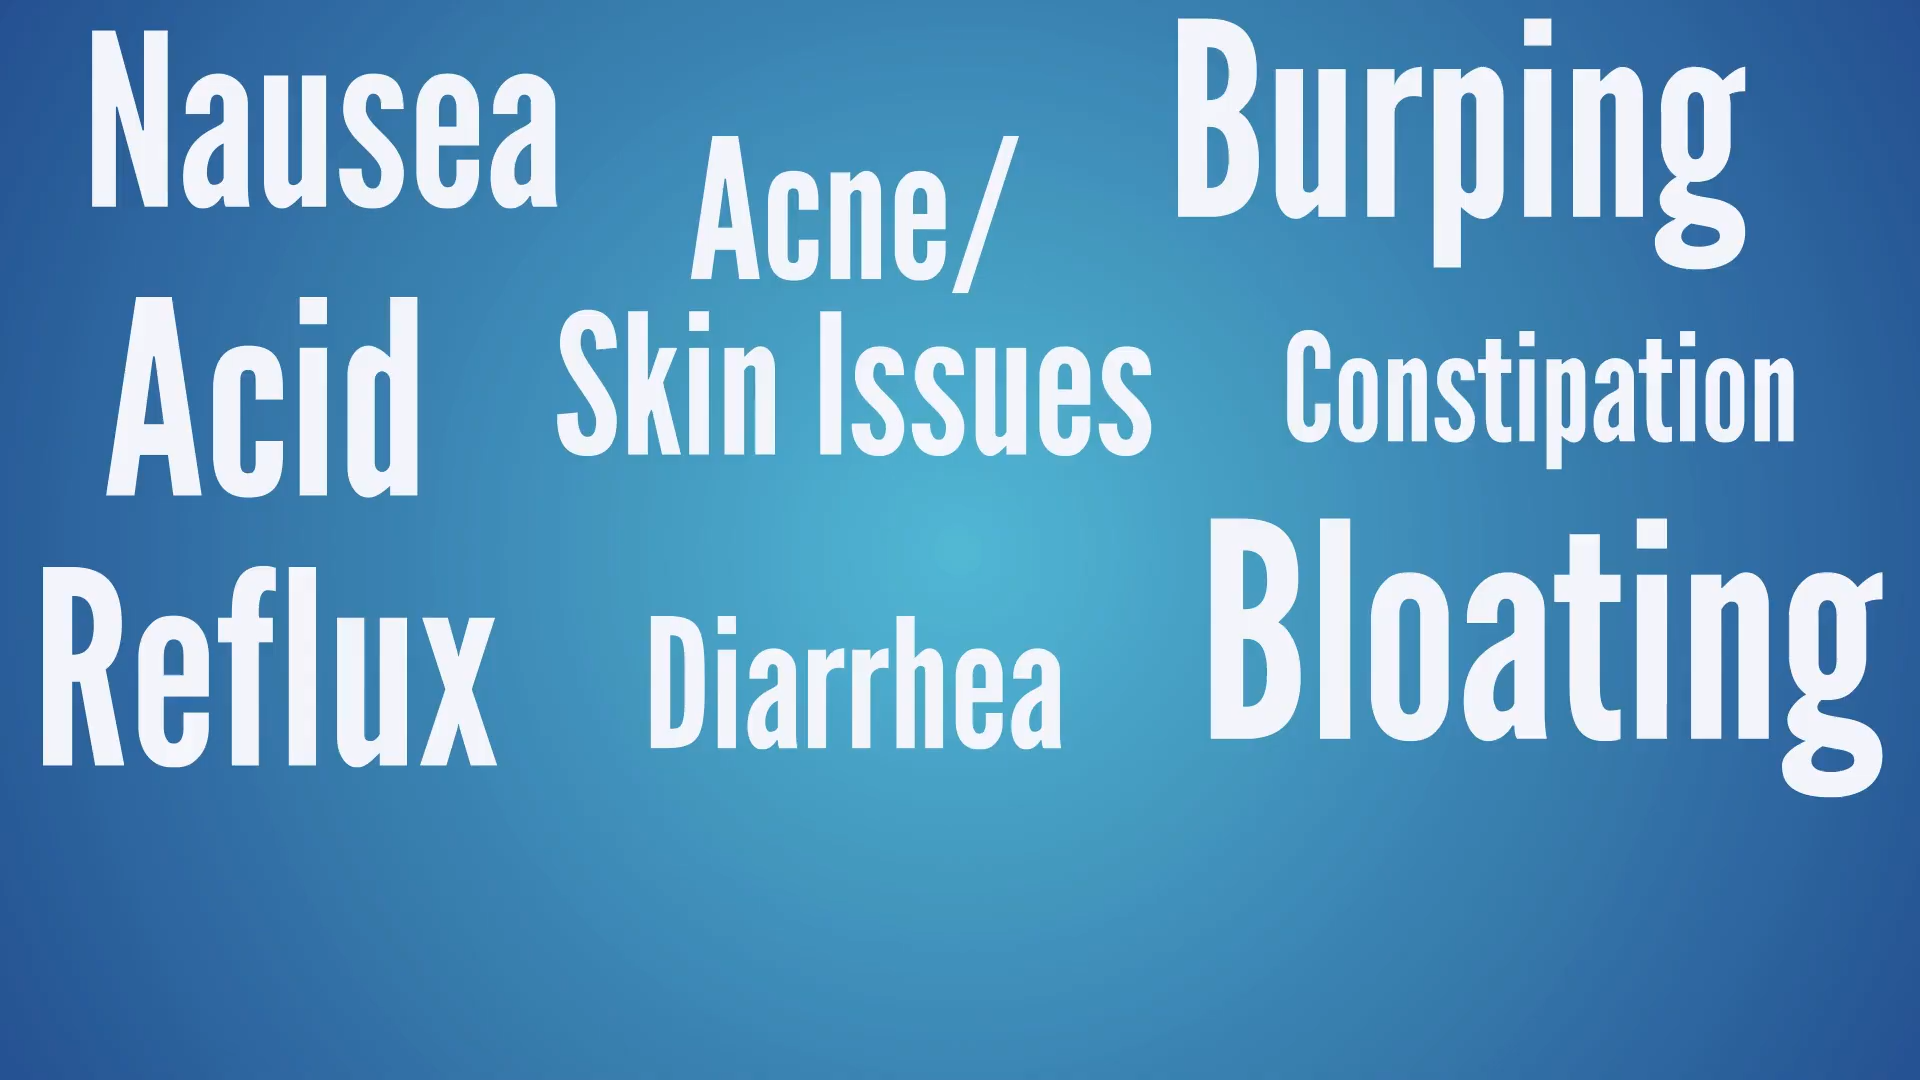 Nausea
Acid
Reflux
Acne/
Skin Issues
Diarrhea
Burping
Constipation
Bloating